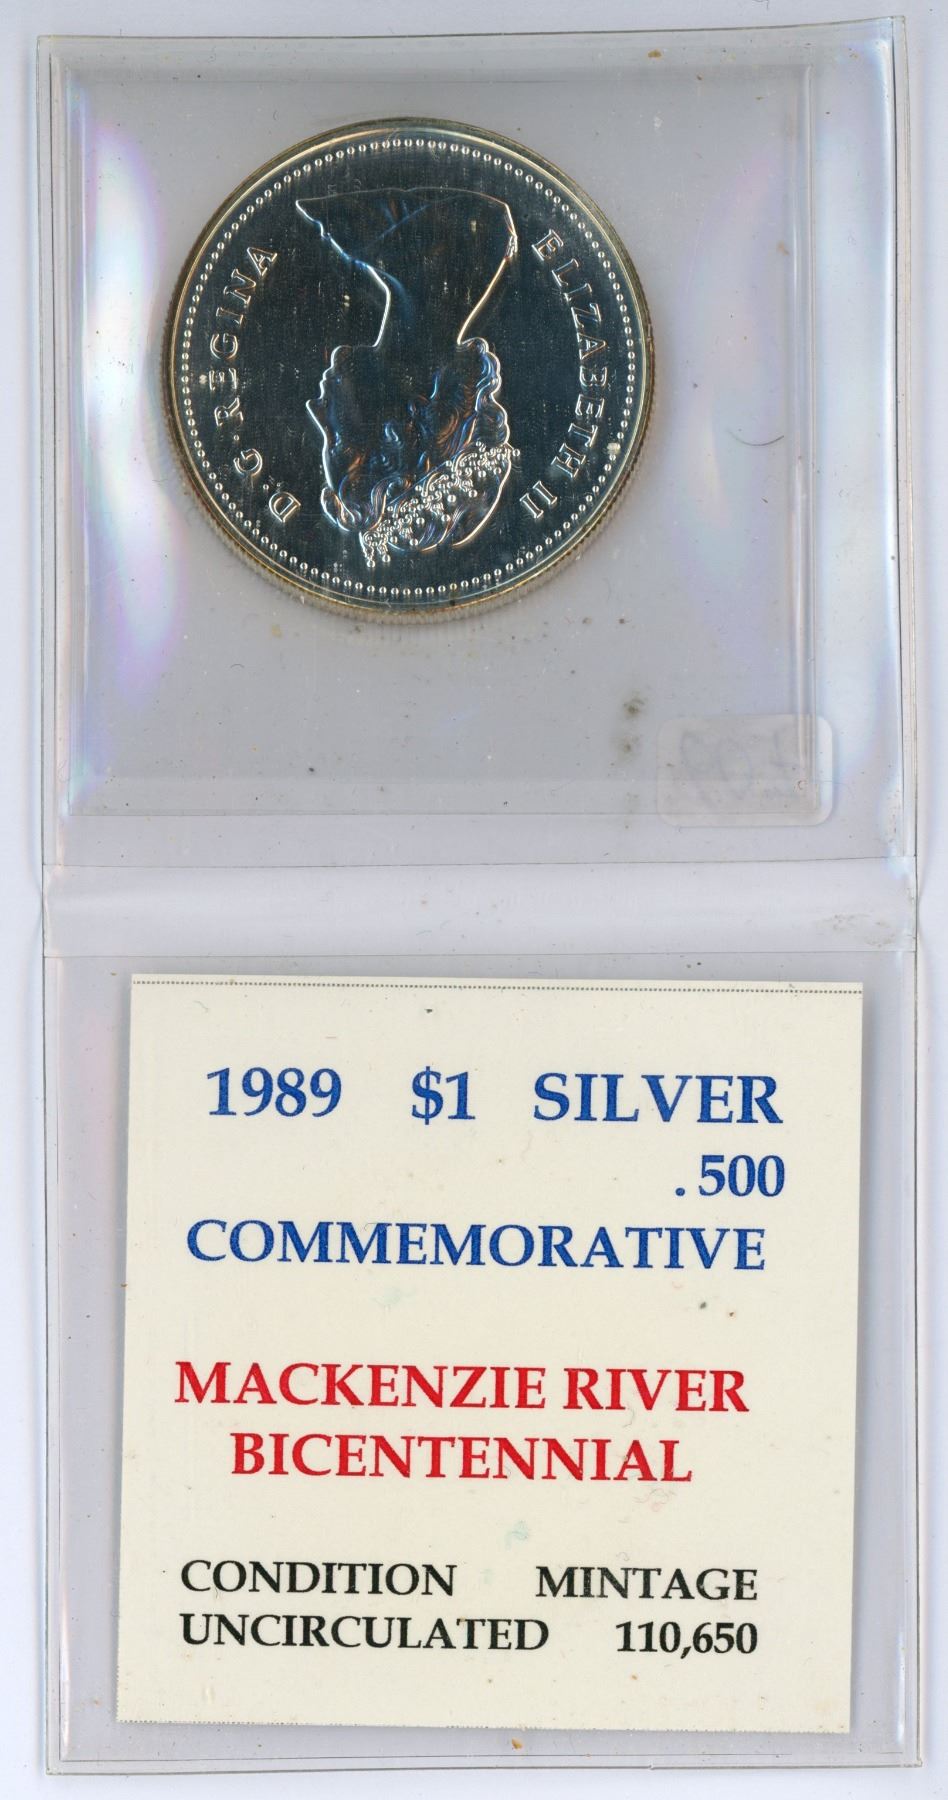 ELIZABETH II
D·G·REGINA
1989 $1 SILVER
.500
COMMEMORATIVE
MACKENZIE RIVER
BICENTENNIAL
CONDITION MINTAGE
UNCIRCULATED 110,650